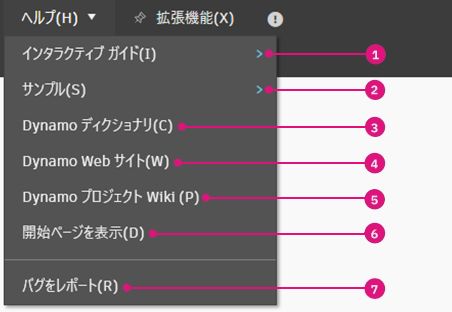 ヘルプ(H) ▼ 拡張機能(X)
インタラクティブ ガイド(I) 1
サンプル(S) 2
Dynamo ディクショナリ(C) 3
Dynamo Web サイト(W) 4
Dynamo プロジェクト Wiki (P) 5
開始ページを表示(D) 6
バグをレポート(R) 7